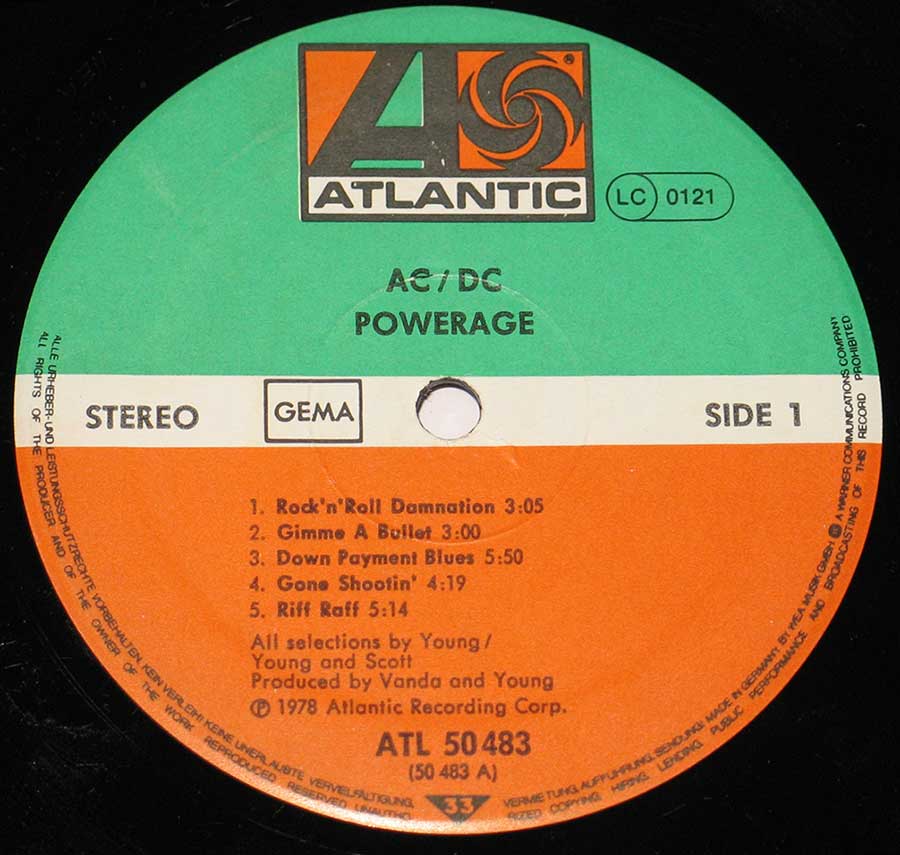 ATLANTIC
®
LC 0121
AC/DC
POWERAGE
STEREO
GEMA
SIDE 1
1. Rock'n'Roll Damnation 3:05
2. Gimme A Bullet 3:00
3. Down Payment Blues 5:50
4. Gone Shootin' 4:19
5. Riff Raff 5:14
All selections by Young/
Young and Scott
Produced by Vanda and Young
℗ 1978 Atlantic Recording Corp.
ATL 50 483
(50 483 A)
33
ALLE URHEBER- UND LEISTUNGSSCHUTZRECHTE VORBEHALTEN, KEIN VERLEIH! KEINE UNERLAUBTE VERVIELFÄLTIGUNG, VERMIETUNG, AUFFÜHRUNG, SENDUNG! MADE IN GERMANY BY WEA MUSIK GMBH A WARNER COMMUNICATIONS COMPANY
ALL RIGHTS OF THE PRODUCER AND OF THE OWNER OF THE WORK REPRODUCED RESERVED UNAUTHORIZED COPYING, HIRING, LENDING, PUBLIC PERFORMANCE AND BROADCASTING OF THIS RECORD PROHIBITED